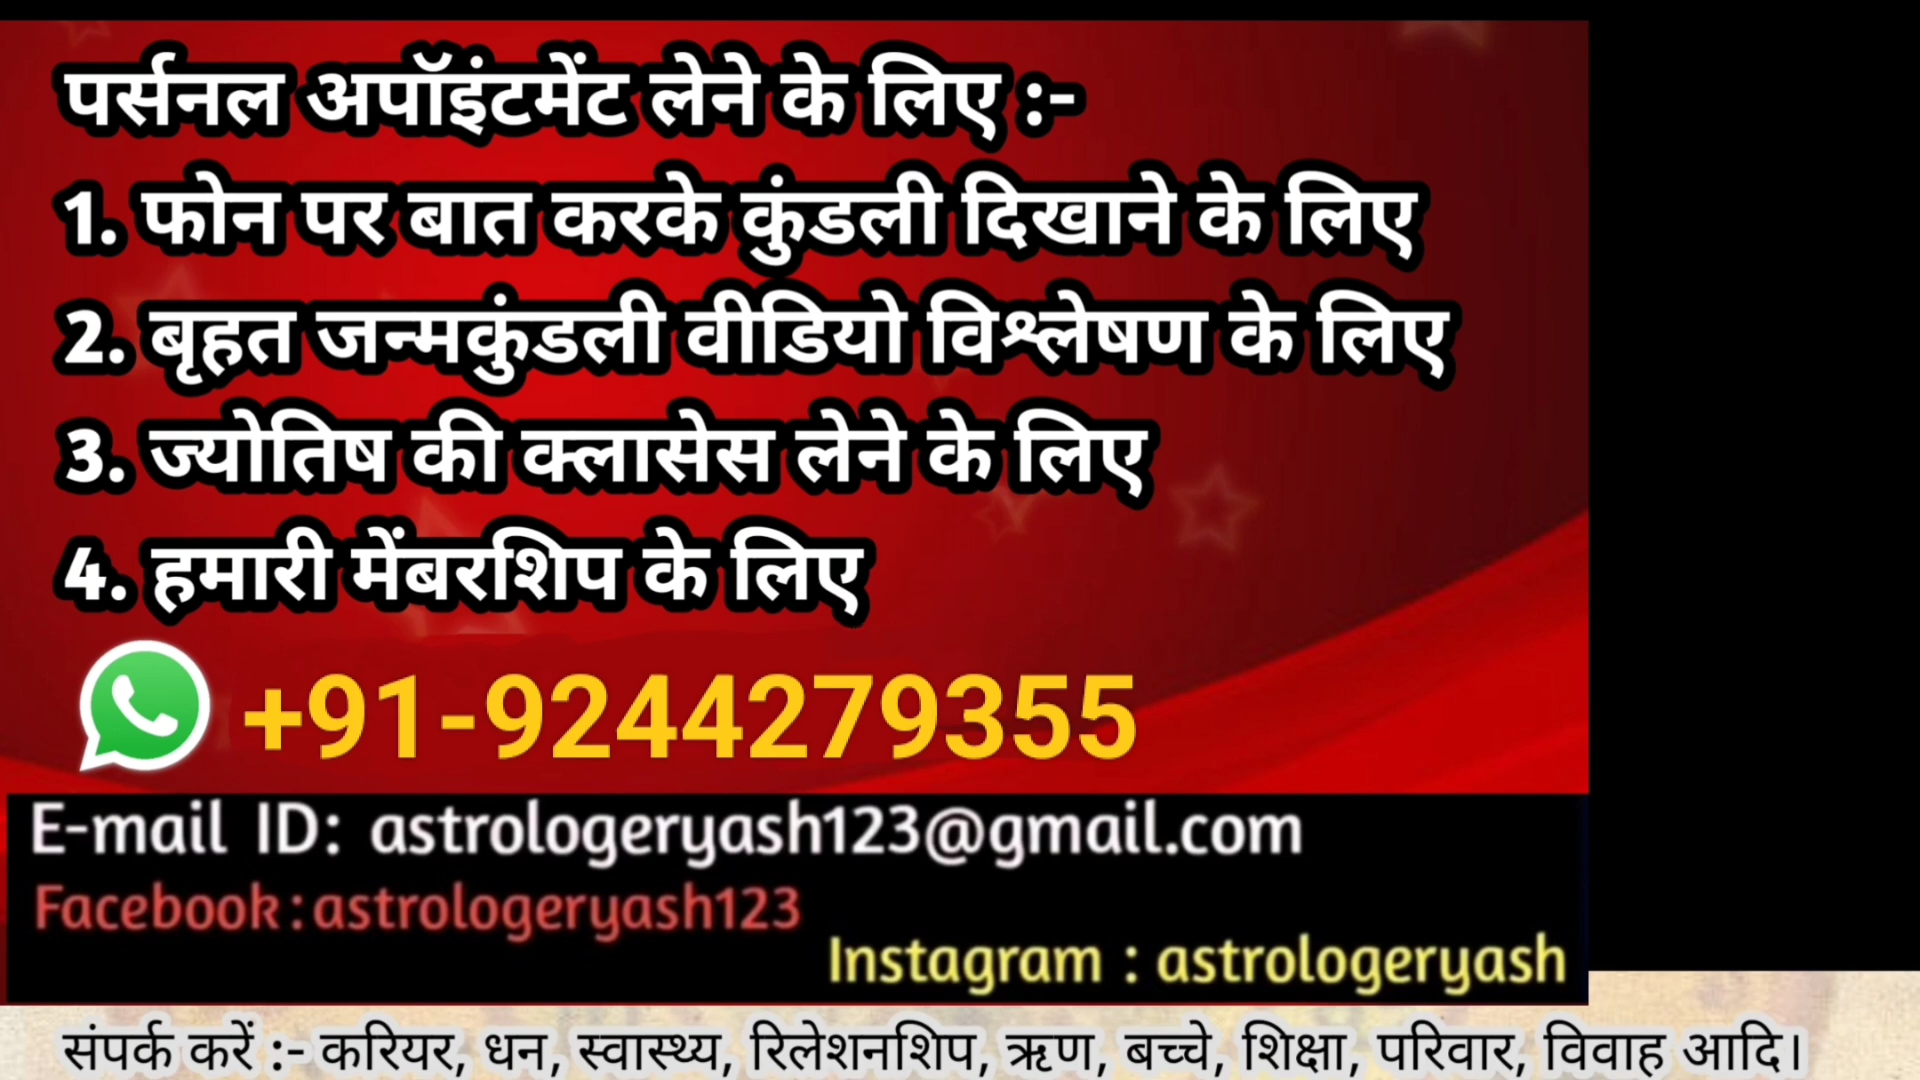 पर्सनल अपॉइंटमेंट लेने के लिए :-
1. फोन पर बात करके कुंडली दिखाने के लिए
2. बृहत जन्मकुंडली वीडियो विश्लेषण के लिए
3. ज्योतिष की क्लासेस लेने के लिए
4. हमारी मेंबरशिप के लिए
+91-9244279355
E-mail ID: astrologeryash123@gmail.com
Facebook : astrologeryash123
Instagram : astrologeryash
संपर्क करें :- करियर, धन, स्वास्थ्य, रिलेशनशिप, ऋण, बच्चे, शिक्षा, परिवार, विवाह आदि।